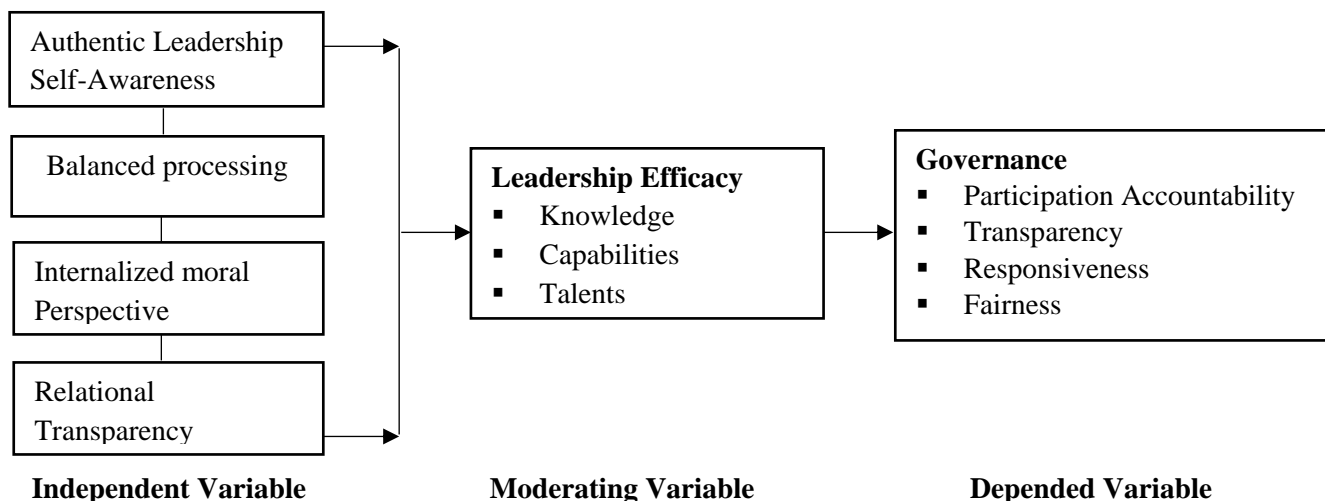 Authentic Leadership
Self-Awareness
Balanced processing
Internalized moral
Perspective
Relational
Transparency
Independent Variable
Leadership Efficacy
▪ Knowledge
▪ Capabilities
▪ Talents
Moderating Variable
Governance
▪ Participation Accountability
▪ Transparency
▪ Responsiveness
▪ Fairness
Depended Variable